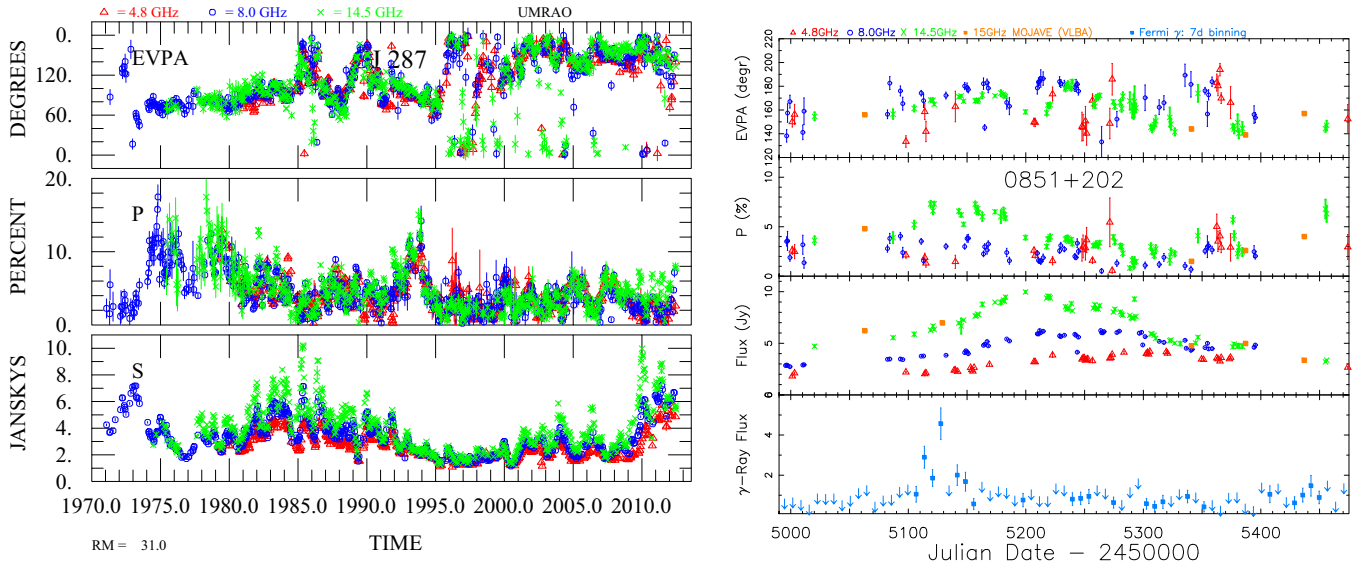 = 4.8 GHz = 8.0 GHz = 14.5 GHz UMRAO
DEGREES
0.
120.
60.
0.
EVPA
J 287
PERCENT
20.
10.
0.
P
JANSKYS
10.
8.
6.
4.
2.
0.
S
1970.0 1975.0 1980.0 1985.0 1990.0 1995.0 2000.0 2005.0 2010.0
RM = 31.0
TIME
4.8GHz 8.0GHz 14.5GHz 15GHz MOJAVE (VLBA) Fermi γ: 7d binning
EVPA (degr)
220
200
180
160
140
120
0851+202
P (%)
10
5
0
Flux (Jy)
10
5
γ-Ray Flux
4
2
5000 5100 5200 5300 5400
Julian Date - 2450000